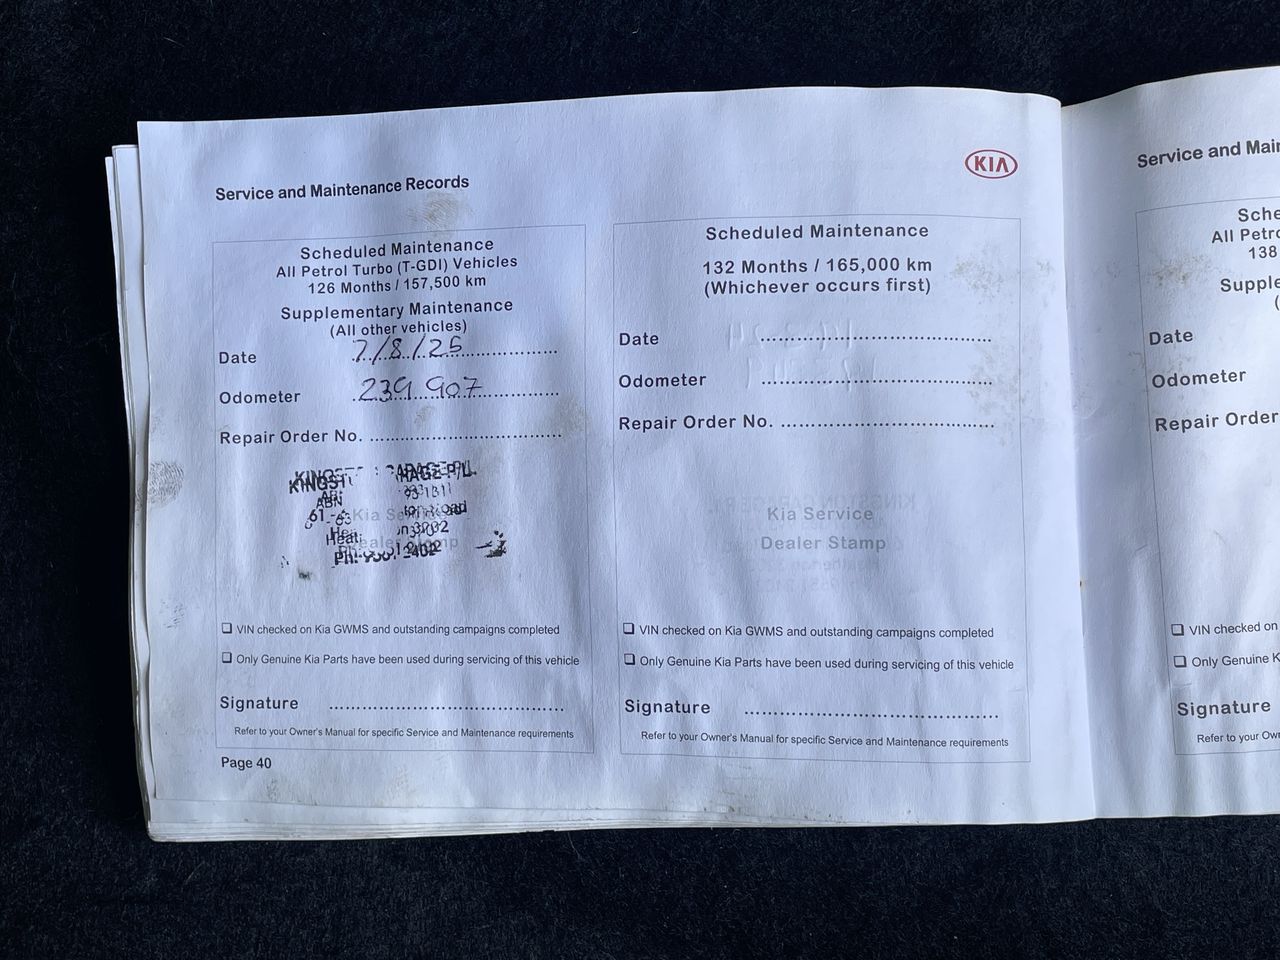 Service and Maintenance Records
Scheduled Maintenance
All Petrol Turbo (T-GDI) Vehicles
126 Months / 157,500 km
Supplementary Maintenance
(All other vehicles)
Date 7/8/25
Odometer 239 907
Repair Order No.
GARAGE P/L.
ABN
Road
Ph:
Kia
VIN checked on Kia GWMS and outstanding campaigns completed
Only Genuine Kia Parts have been used during servicing of this vehicle
Signature
Refer to your Owner's Manual for specific Service and Maintenance requirements
Page 40
KIA
Scheduled Maintenance
132 Months / 165,000 km
(Whichever occurs first)
Date
Odometer
Repair Order No.
Kia Service
Dealer Stamp
VIN checked on Kia GWMS and outstanding campaigns completed
Only Genuine Kia Parts have been used during servicing of this vehicle
Signature
Refer to your Owner's Manual for specific Service and Maintenance requirements
Service and
All
138
Date
Odometer
Repair Order
VIN checked on
Only Genuine
Signature
Refer to your